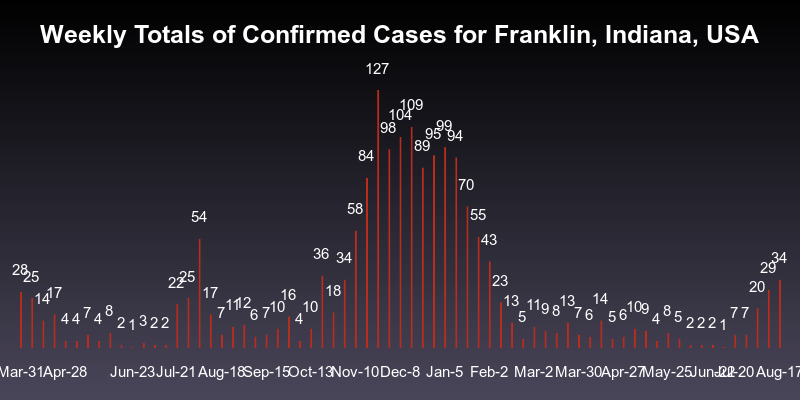 Weekly Totals of Confirmed Cases for Franklin, Indiana, USA
28 25 14 17 4 4 7 4 8 2 1 3 2 2 22 25 54 17 7 11 12 6 7 10 16 4 10 36 18 34 58 84 127 98 104 109 89 95 99 94 70 55 43 23 13 5 11 9 8 13 7 6 14 5 6 10 9 4 8 5 2 2 2 1 7 7 20 29 34
Mar-31 Apr-28 Jun-23 Jul-21 Aug-18 Sep-15 Oct-13 Nov-10 Dec-8 Jan-5 Feb-2 Mar-2 Mar-30 Apr-27 May-25 Jun-22 Jul-20 Aug-17